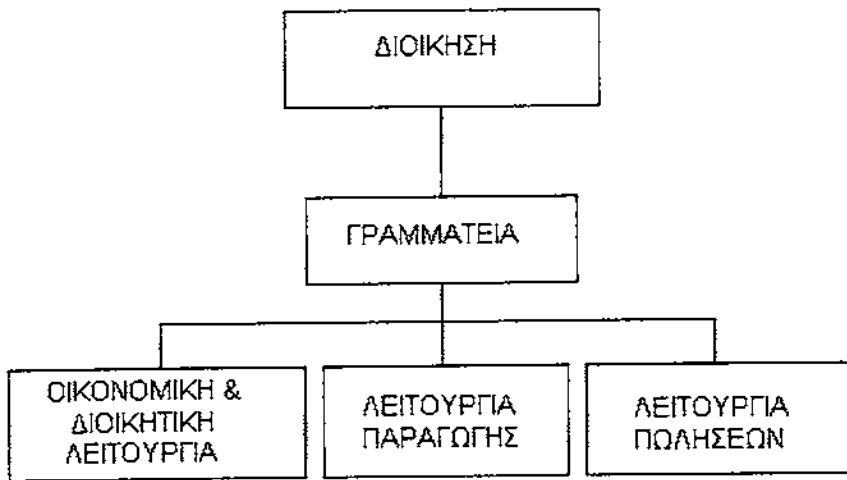 ΔΙΟΙΚΗΣΗ
ΓΡΑΜΜΑΤΕΙΑ
ΟΙΚΟΝΟΜΙΚΗ &
ΔΙΟΙΚΗΤΙΚΗ
ΛΕΙΤΟΥΡΓΙΑ
ΛΕΙΤΟΥΡΓΙΑ
ΠΑΡΑΓΩΓΗΣ
ΛΕΙΤΟΥΡΓΙΑ
ΠΩΛΗΣΕΩΝ